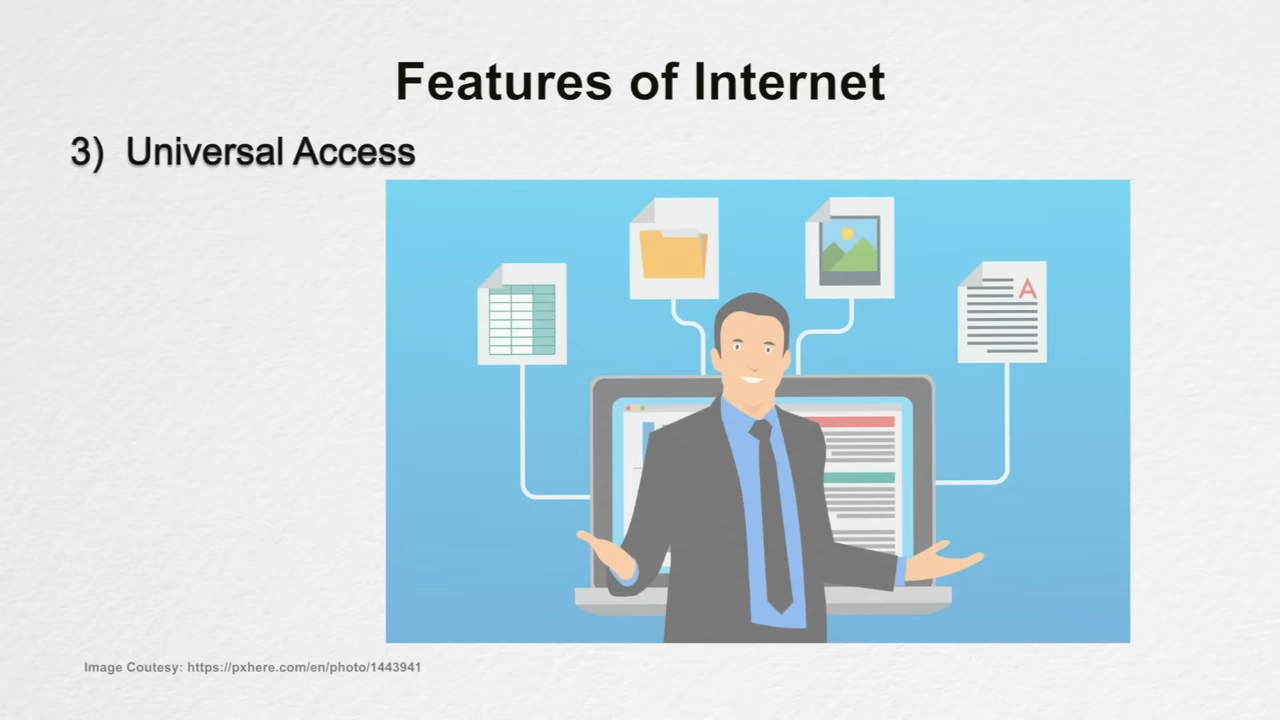 Features of Internet
3) Universal Access
A
Image Coutesy: https://pxhere.com/en/photo/1443941